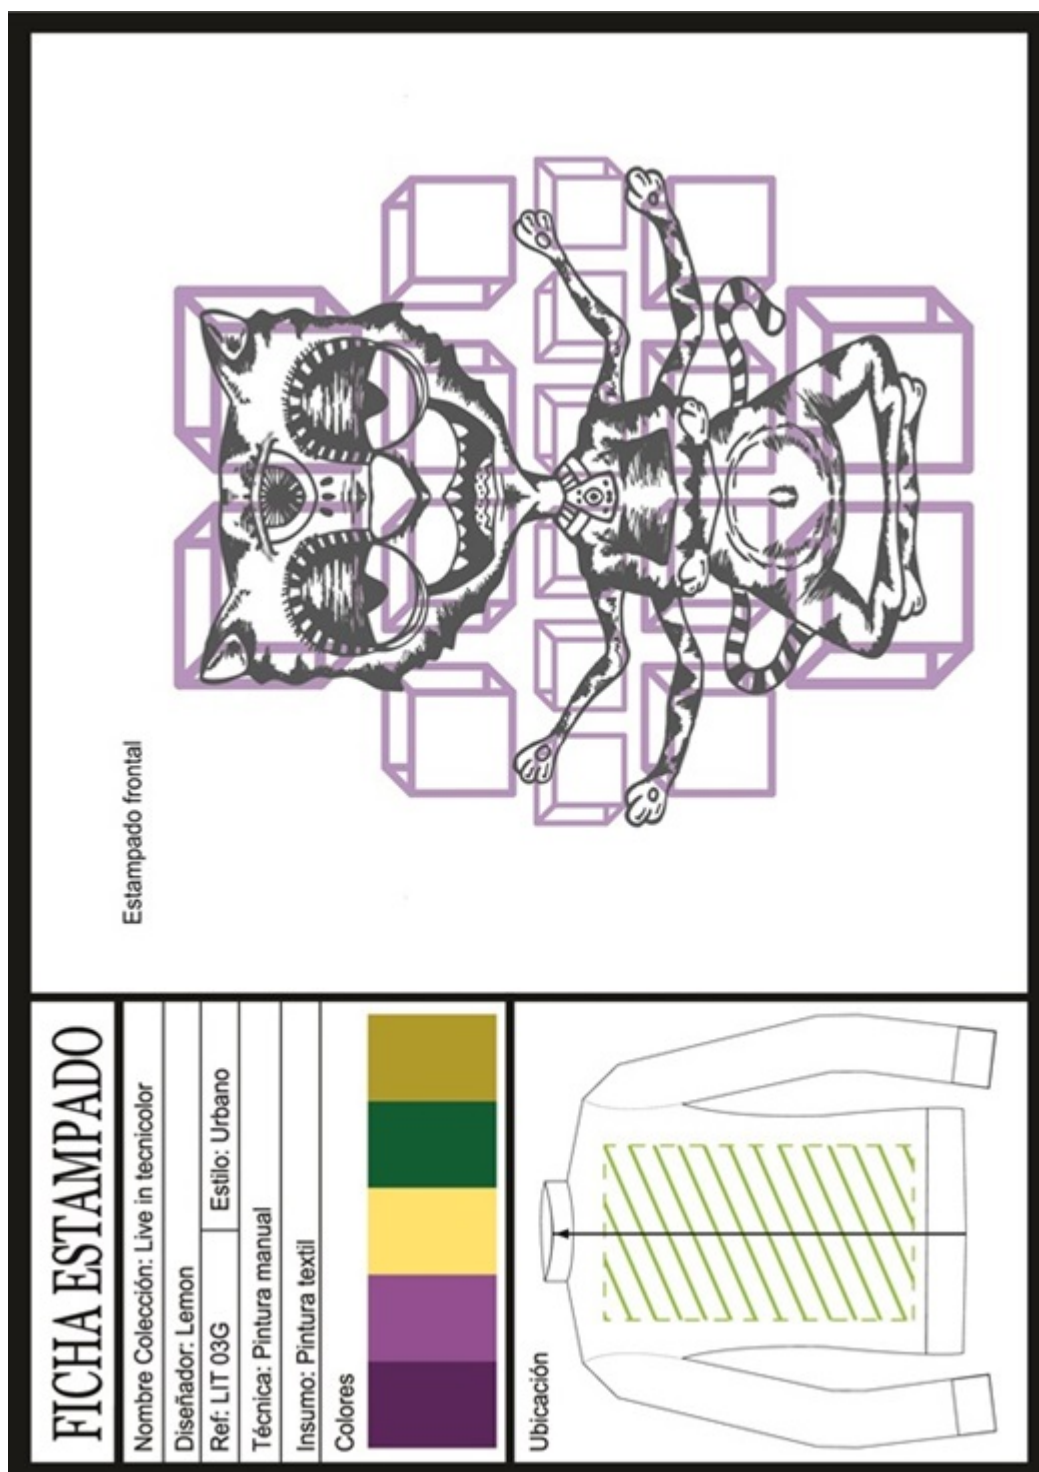 FICHA ESTAMPADO
Nombre Colección: Live in tecnicolor
Diseñador: Lemon
Ref: LIT 03G
Estilo: Urbano
Técnica: Pintura manual
Insumo: Pintura textil
Colores
Ubicación
Estampado frontal